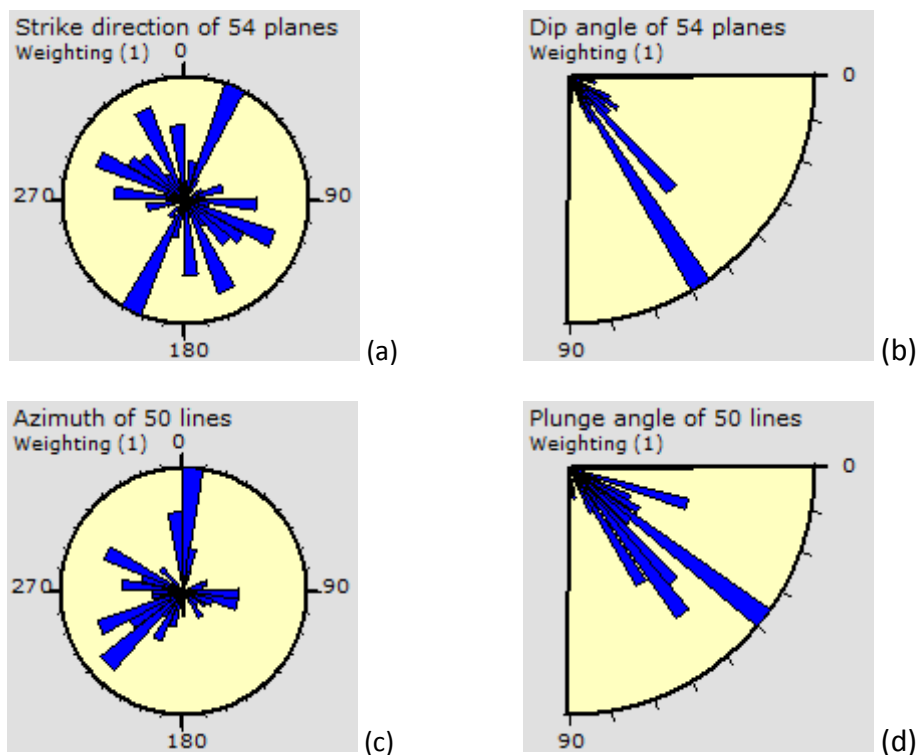 Strike direction of 54 planes
Weighting (1)
0
270
90
180
(a)
Dip angle of 54 planes
Weighting (1)
0
90
(b)
Azimuth of 50 lines
Weighting (1)
0
270
90
180
(c)
Plunge angle of 50 lines
Weighting (1)
0
90
(d)